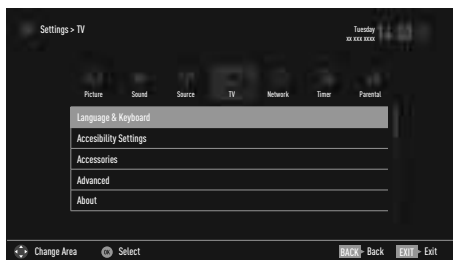 Settings > TV
Tuesday
xx xxx xxxx
Picture Sound Source TV Network Timer Parental
Language & Keyboard
Accesibility Settings
Accessories
Advanced
About
Change Area OK Select BACK Back EXIT Exit